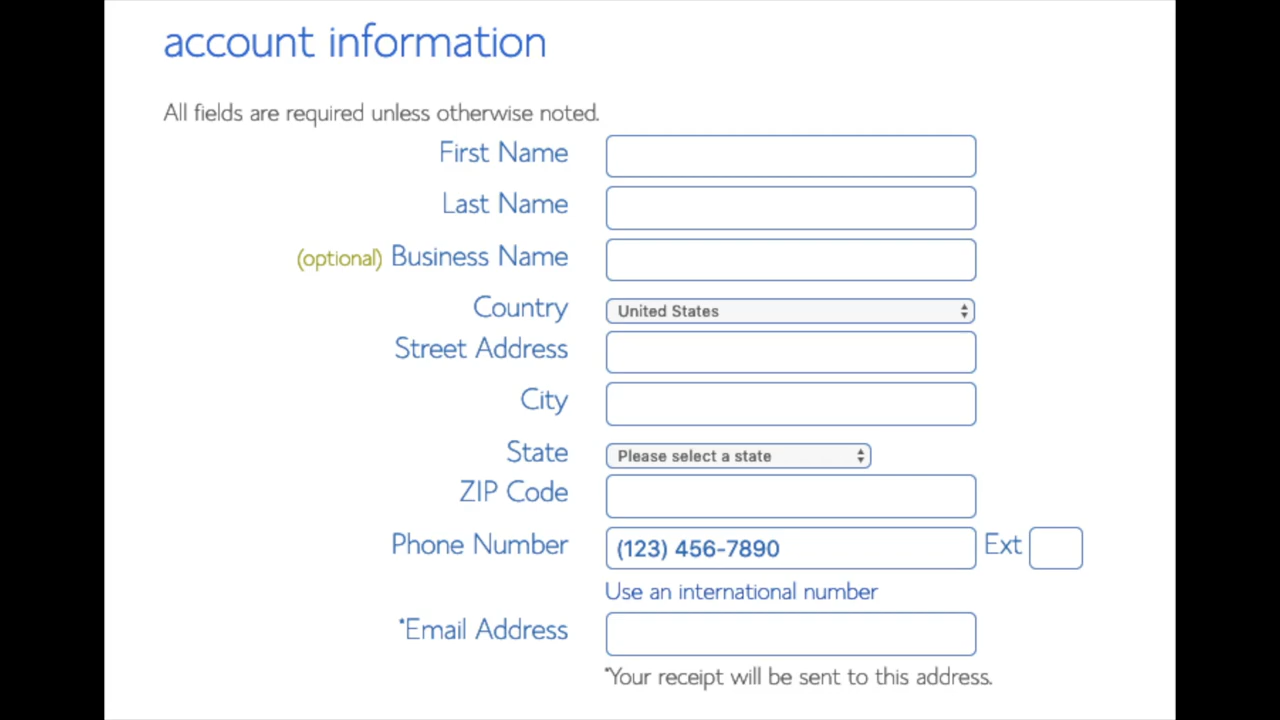 account information
All fields are required unless otherwise noted.
First Name
Last Name
(optional) Business Name
Country United States
Street Address
City
State Please select a state
ZIP Code
Phone Number (123) 456-7890 Ext
Use an international number
*Email Address
*Your receipt will be sent to this address.